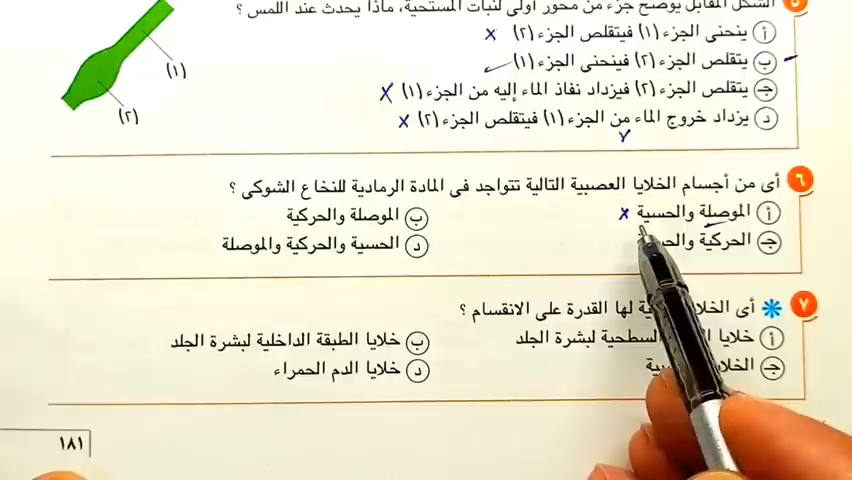 ٥ الشكل المقابل يوضح جزء من محور أولى لنبات المستحية، ماذا يحدث عند اللمس ؟
أ ينحنى الجزء (١) فيتقلص الجزء (٢) x
ب يتقلص الجزء (٢) فينحنى الجزء (١) ✓
ج يتقلص الجزء (٢) فيزداد نفاذ الماء إليه من الجزء (١) x
د يزداد خروج الماء من الجزء (١) فيتقلص الجزء (٢) x
(١)
(٢)
٦ أى من أجسام الخلايا العصبية التالية تتواجد فى المادة الرمادية للنخاع الشوكى ؟
أ الموصلة والحسية x
ب الموصلة والحركية
ج الحركية
د الحسية والحركية والموصلة
٧ أى الخلايا لها القدرة على الانقسام ؟
أ خلايا السطحية لبشرة الجلد
ب خلايا الطبقة الداخلية لبشرة الجلد
ج الخلايا
د خلايا الدم الحمراء
١٨١